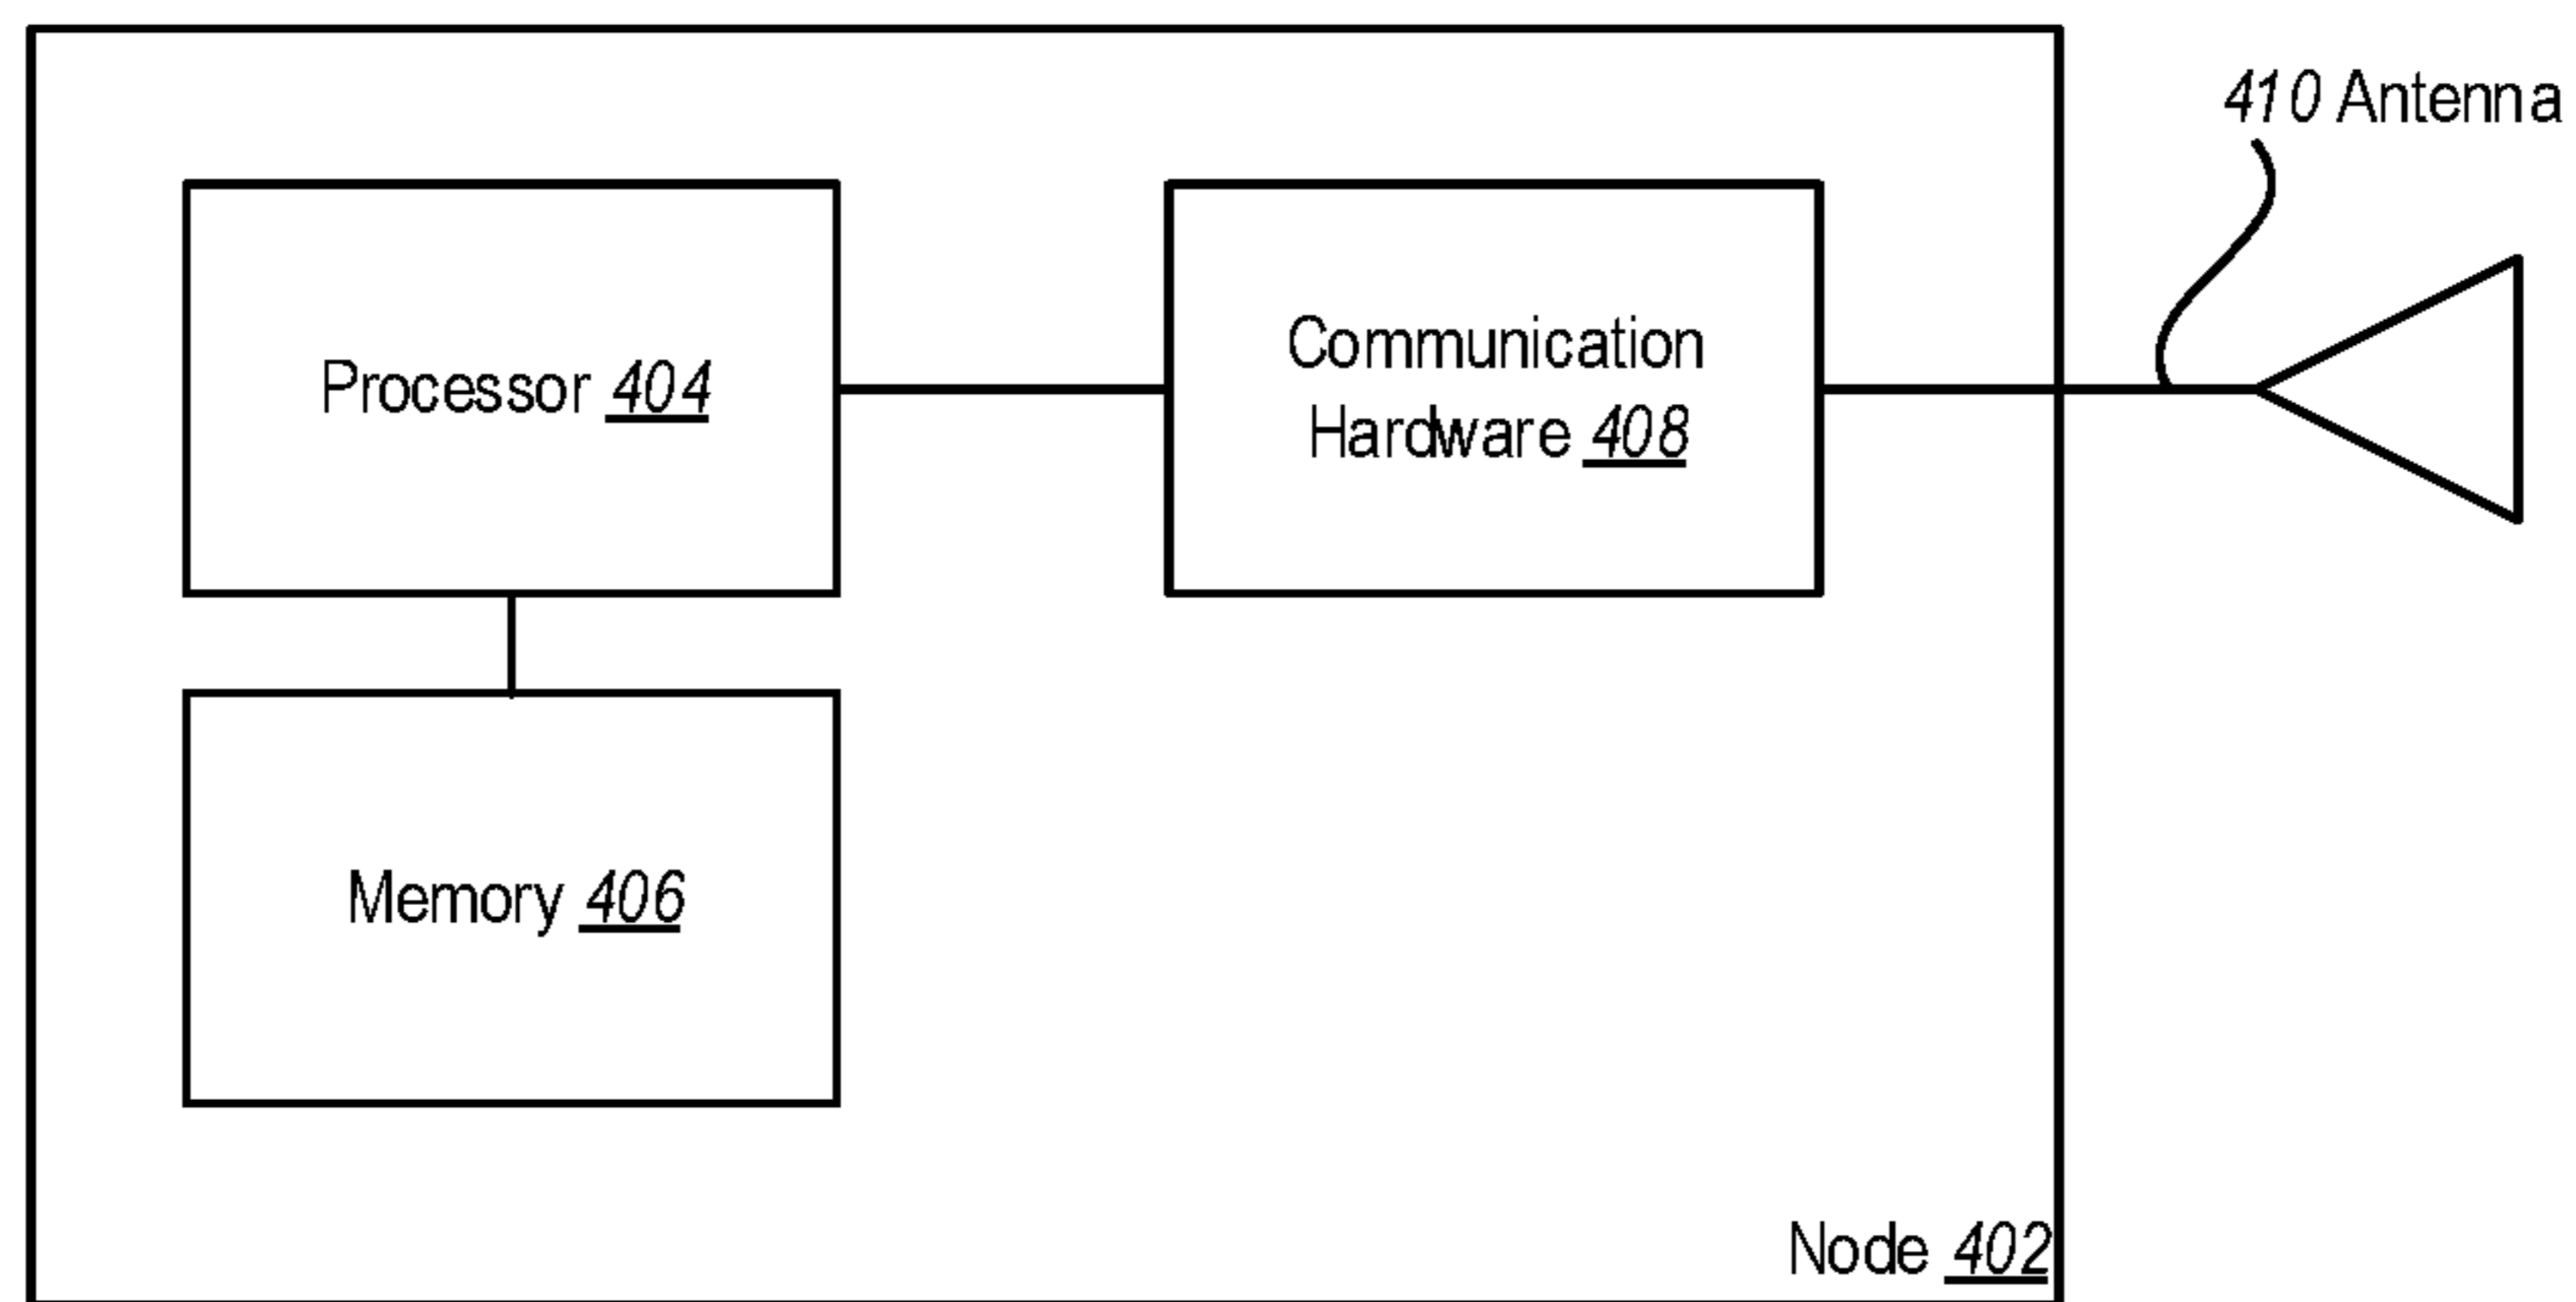 410 Antenna
Communication
Processor 404
Hardware 408
Memory 406
Node 402